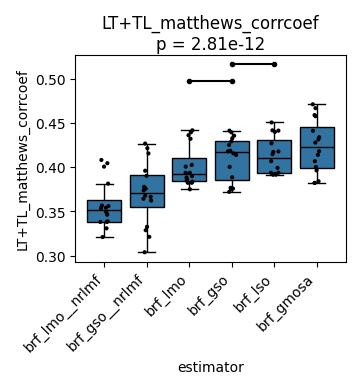 LT+TL_matthews_corrcoef
p = 2.81e-12
LT+TL_matthews_corrcoef
0.50
0.45
0.40
0.35
0.30
brf_lmo__nrlmf
brf_gso__nrlmf
brf_lmo
brf_gso
brf_lso
brf_gmosa
estimator